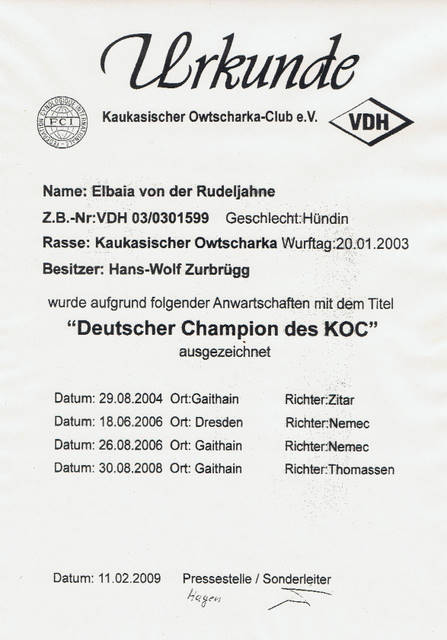 Urkunde
Kaukasischer Owtscharka-Club e.V.
FEDERATION CYNOLOGIQUE INTERNATIONALE
FCI
VDH
Name: Elbaia von der Rudeljahne
Z.B.-Nr:VDH 03/0301599 Geschlecht:Hündin
Rasse: Kaukasischer Owtscharka Wurftag:20.01.2003
Besitzer: Hans-Wolf Zurbrügg
wurde aufgrund folgender Anwartschaften mit dem Titel
“Deutscher Champion des KOC”
ausgezeichnet
Datum: 29.08.2004 Ort:Gaithain Richter:Zitar
Datum: 18.06.2006 Ort: Dresden Richter:Nemec
Datum: 26.08.2006 Ort: Gaithain Richter:Nemec
Datum: 30.08.2008 Ort: Gaithain Richter:Thomassen
Datum: 11.02.2009 Pressestelle / Sonderleiter
Hagen